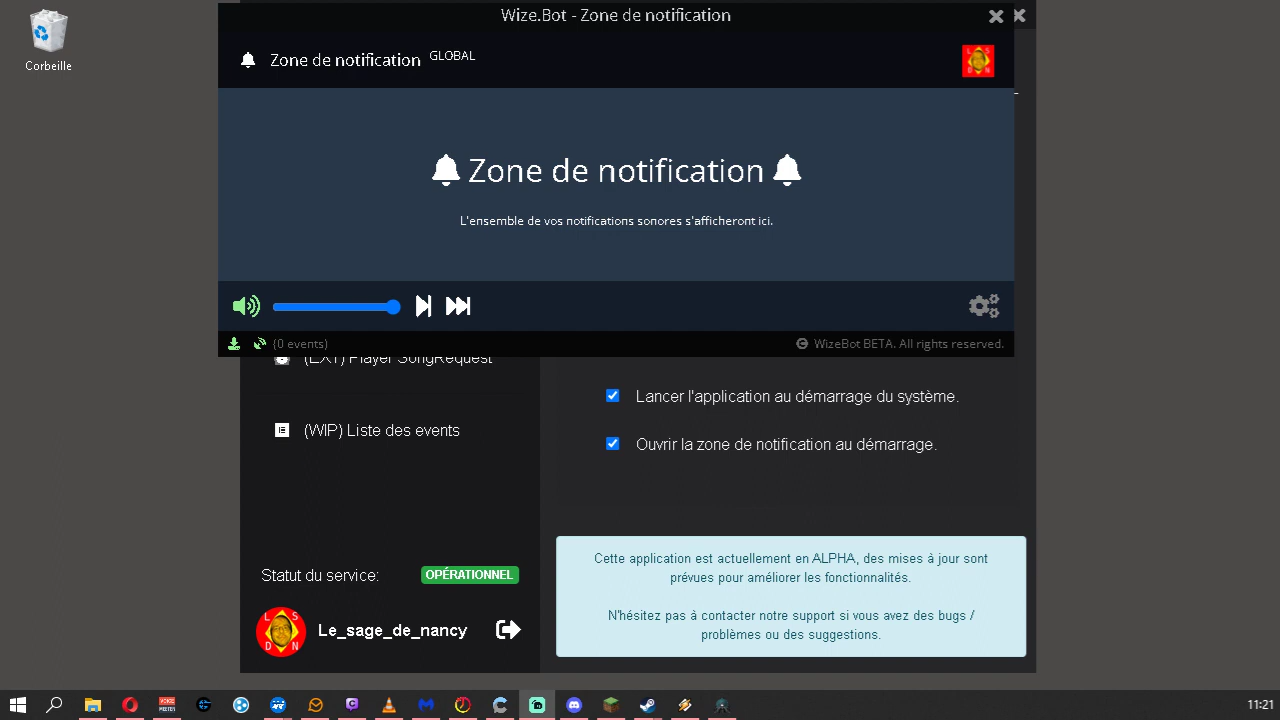 Corbeille
Wize.Bot - Zone de notification
Zone de notification GLOBAL
Zone de notification
L'ensemble de vos notifications sonores s'afficheront ici.
(0 events)
WizeBot BETA. All rights reserved.
(EXT) Player SongRequest
(WIP) Liste des events
Lancer l'application au démarrage du système.
Ouvrir la zone de notification au démarrage.
Cette application est actuellement en ALPHA, des mises à jour sont
prévues pour améliorer les fonctionnalités.
N'hésitez pas à contacter notre support si vous avez des bugs /
problèmes ou des suggestions.
Statut du service:
OPÉRATIONNEL
L S
D N
Le_sage_de_nancy
11:21